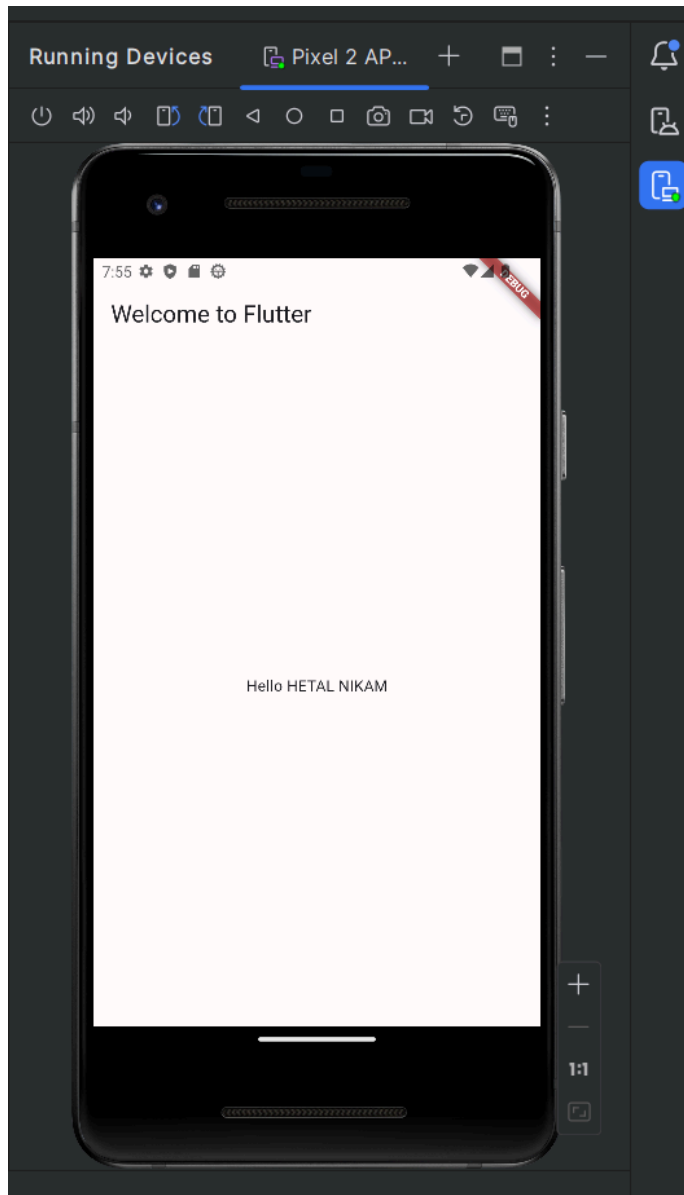 Running Devices
Pixel 2 AP...
7:55
DEBUG
Welcome to Flutter
Hello HETAL NIKAM
1:1